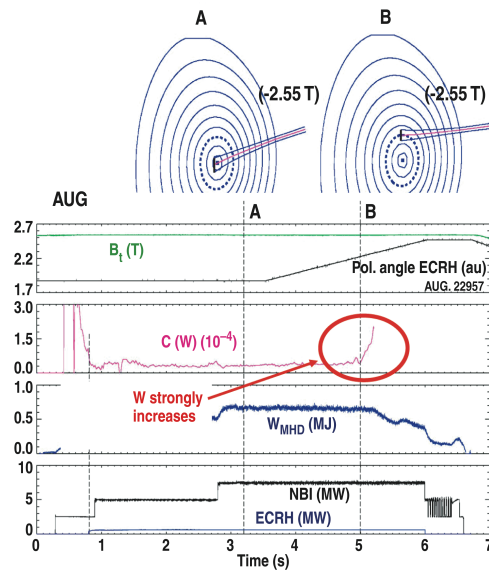 A
B
(-2.55 T)
(-2.55 T)
AUG
A
B
2.7
2.2
1.7
Bt (T)
Pol. angle ECRH (au)
AUG. 22957
3.0
1.5
0.0
C (W) (10⁻⁴)
W strongly
increases
1.0
0.5
0.0
WMHD (MJ)
10
5
0
NBI (MW)
ECRH (MW)
0 1 2 3 4 5 6 7
Time (s)